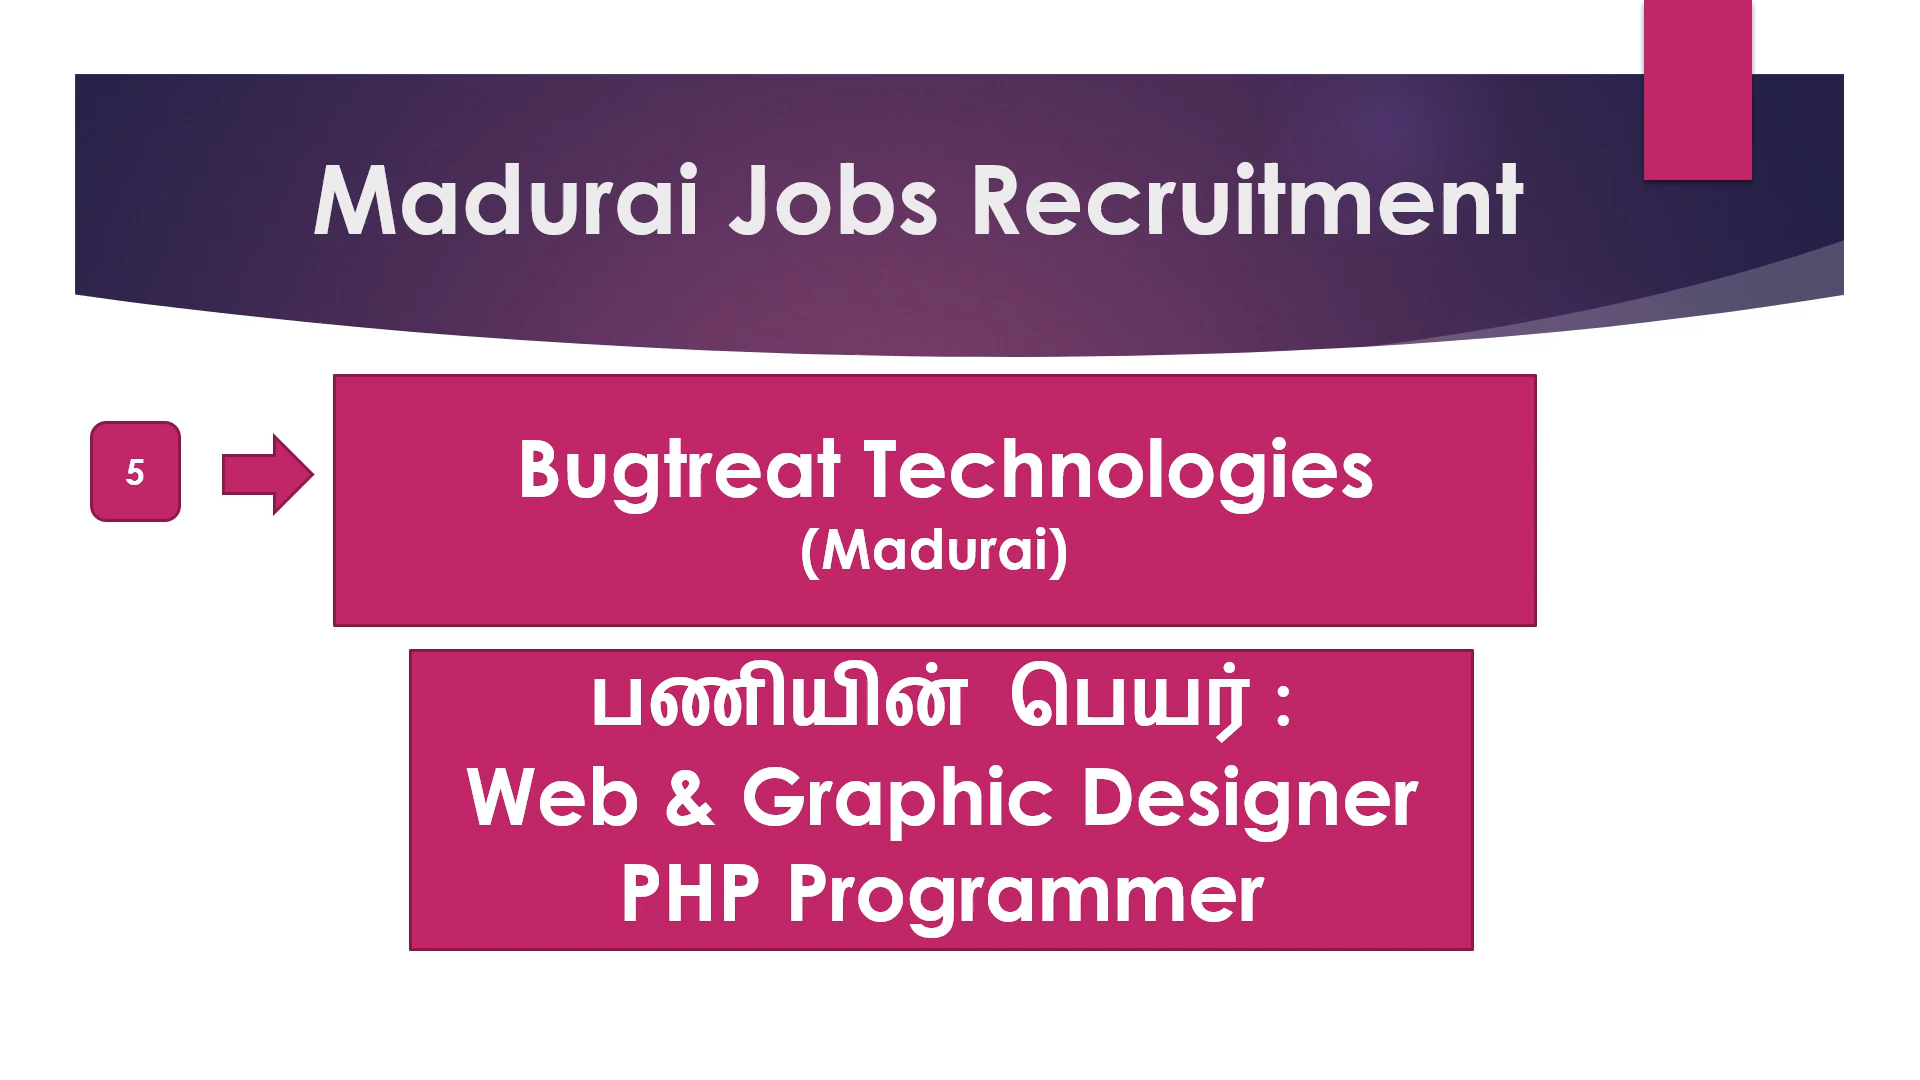 Madurai Jobs Recruitment
5
Bugtreat Technologies
(Madurai)
பணியின் பெயர் :
Web & Graphic Designer
PHP Programmer